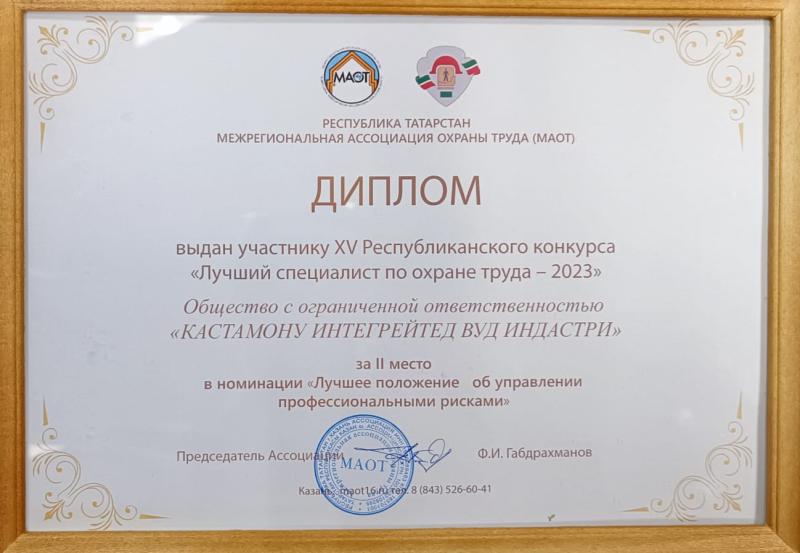 МАОТ
РЕСПУБЛИКА ТАТАРСТАН
МЕЖРЕГИОНАЛЬНАЯ АССОЦИАЦИЯ ОХРАНЫ ТРУДА (МАОТ)
ДИПЛОМ
выдан участнику XV Республиканского конкурса
«Лучший специалист по охране труда – 2023»
Общество с ограниченной ответственностью
«КАСТАМОНУ ИНТЕГРЕЙТЕД ВУД ИНДАСТРИ»
за II место
в номинации «Лучшее положение об управлении
профессиональными рисками»
Председатель Ассоциации Ф.И. Габдрахманов
МАОТ
Казань, maot16.ru тел. 8 (843) 526-60-41